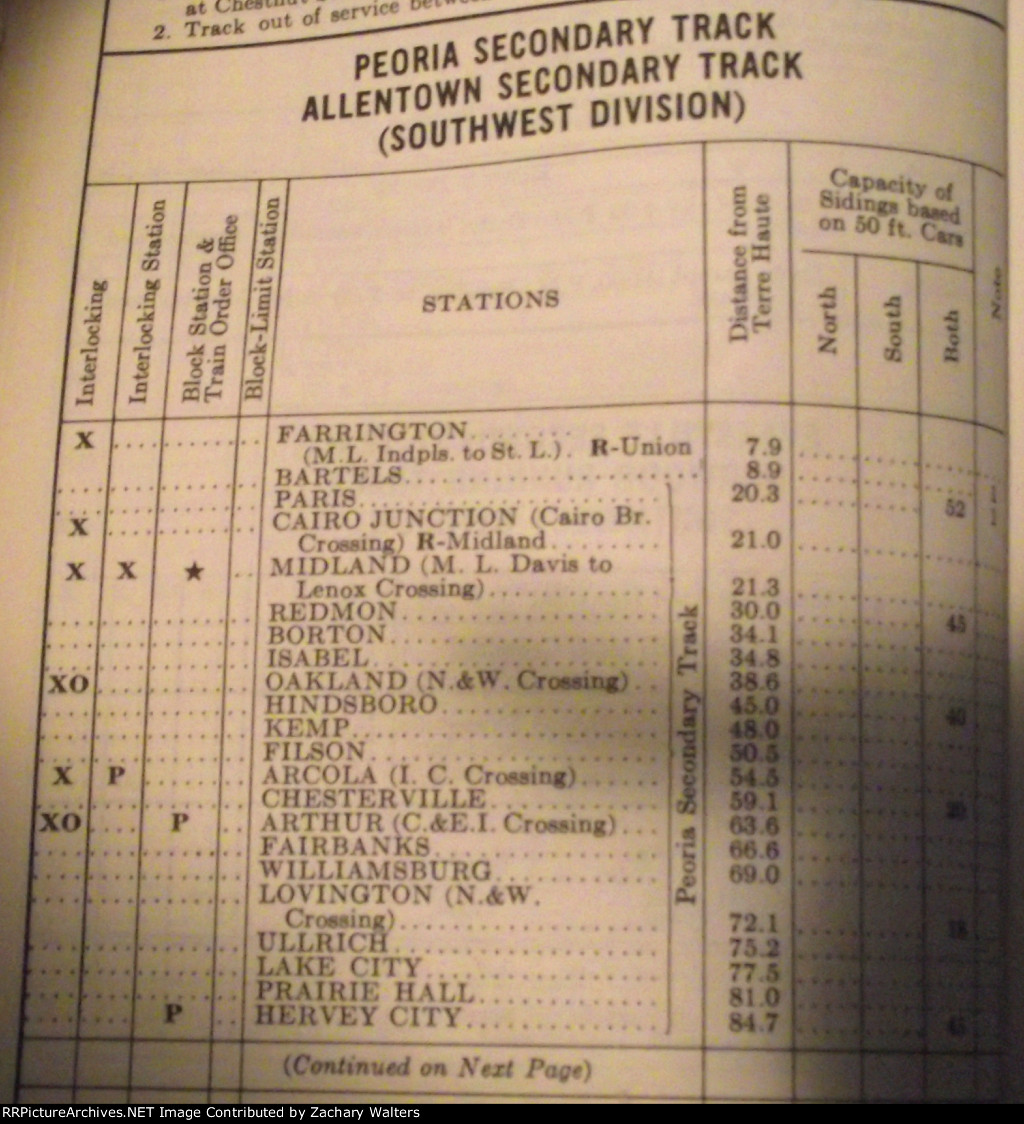 at Chestnut
2. Track out of service between
PEORIA SECONDARY TRACK
ALLENTOWN SECONDARY TRACK
(SOUTHWEST DIVISION)
Interlocking
Interlocking Station
Block Station &
Train Order Office
Block-Limit Station
STATIONS
Distance from
Terre Haute
Capacity of
Sidings based
on 50 ft. Cars
North
South
Both
Note
X FARRINGTON
(M.L. Indpls. to St. L.). R-Union 7.9
BARTELS 8.9
PARIS 20.3 52
X CAIRO JUNCTION (Cairo Br.
Crossing) R-Midland 21.0
X X ★ MIDLAND (M. L. Davis to
Lenox Crossing) 21.3
REDMON 30.0 45
BORTON 34.1
ISABEL 34.8
XO OAKLAND (N.&W. Crossing) 38.6
HINDSBORO 45.0
KEMP 48.0
FILSON 50.5
X P ARCOLA (I. C. Crossing) 54.5
CHESTERVILLE 59.1
XO P ARTHUR (C.&E.I. Crossing) 63.6
FAIRBANKS 66.6
WILLIAMSBURG 69.0
LOVINGTON (N.&W.
Crossing) 72.1
ULLRICH 75.2
LAKE CITY 77.5
PRAIRIE HALL 81.0
P HERVEY CITY 84.7
Peoria Secondary Track
(Continued on Next Page)
RRPictureArchives.NET Image Contributed by Zachary Walters